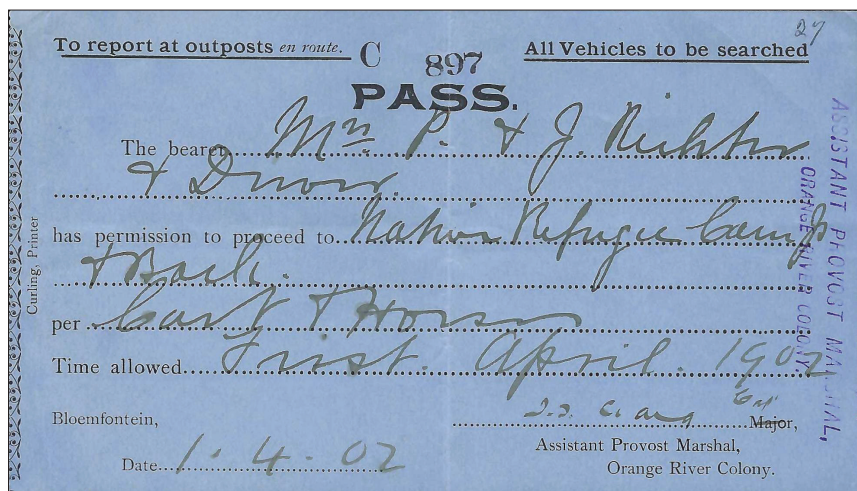 27
To report at outposts en route. C 897 All Vehicles to be searched
PASS.
The bearer Mrs P. & J. Richter
& Driver.
has permission to proceed to Native Refugee Camp
& Back.
per Cart & Horses
Time allowed First. April. 1902
Bloemfontein,
Major,
Assistant Provost Marshal,
Date 1.4.02
Orange River Colony.
Curling, Printer
ASSISTANT PROVOST MARSHAL,
ORANGE RIVER COLONY.